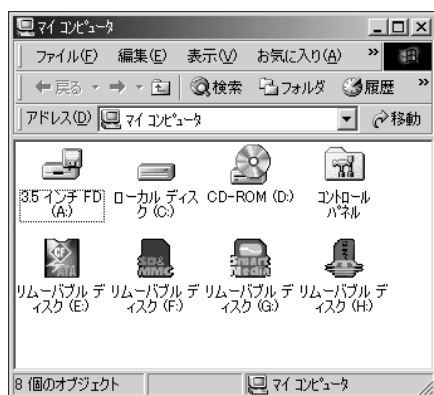 マイ コンピュータ
ファイル(F) 編集(E) 表示(V) お気に入り(A) »
戻る 検索 フォルダ 履歴 »
アドレス(D) マイ コンピュータ 移動
3.5 インチ FD
(A:)
ローカル ディス
ク (C:)
CD-ROM (D:)
コントロール
パネル
CF
ATA
SD&
MMC
Smart
Media
リムーバブル デ
ィスク (E:)
リムーバブル デ
ィスク (F:)
リムーバブル デ
ィスク (G:)
リムーバブル デ
ィスク (H:)
8 個のオブジェクト マイ コンピュータ